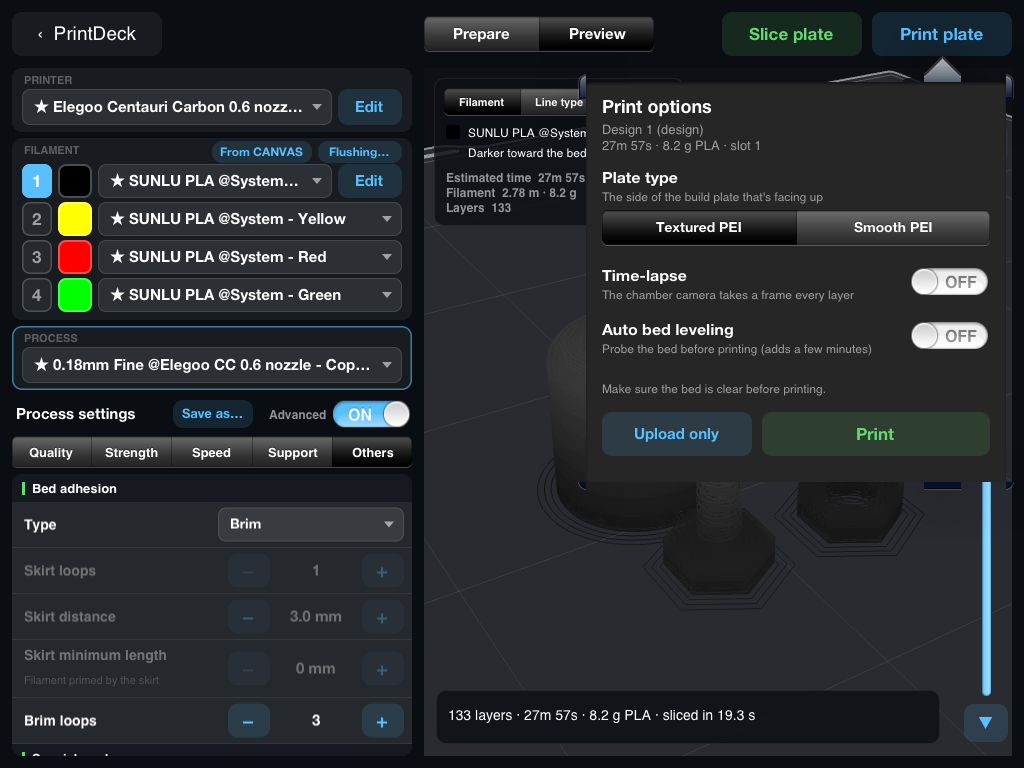 ‹ PrintDeck
Prepare
Preview
Slice plate
Print plate
PRINTER
★ Elegoo Centauri Carbon 0.6 nozz...
Edit
FILAMENT
From CANVAS
Flushing...
1
★ SUNLU PLA @System...
Edit
2
★ SUNLU PLA @System - Yellow
3
★ SUNLU PLA @System - Red
4
★ SUNLU PLA @System - Green
PROCESS
★ 0.18mm Fine @Elegoo CC 0.6 nozzle - Cop...
Process settings
Save as...
Advanced
ON
Quality
Strength
Speed
Support
Others
Bed adhesion
Type
Brim
Skirt loops
− 1 +
Skirt distance
− 3.0 mm +
Skirt minimum length
Filament primed by the skirt
− 0 mm +
Brim loops
− 3 +
Filament
Line type
SUNLU PLA @System
Darker toward the bed
Estimated time 27m 57s
Filament 2.78 m · 8.2 g
Layers 133
Print options
Design 1 (design)
27m 57s · 8.2 g PLA · slot 1
Plate type
The side of the build plate that's facing up
Textured PEI
Smooth PEI
Time-lapse
The chamber camera takes a frame every layer
OFF
Auto bed leveling
Probe the bed before printing (adds a few minutes)
OFF
Make sure the bed is clear before printing.
Upload only
Print
133 layers · 27m 57s · 8.2 g PLA · sliced in 19.3 s
▼